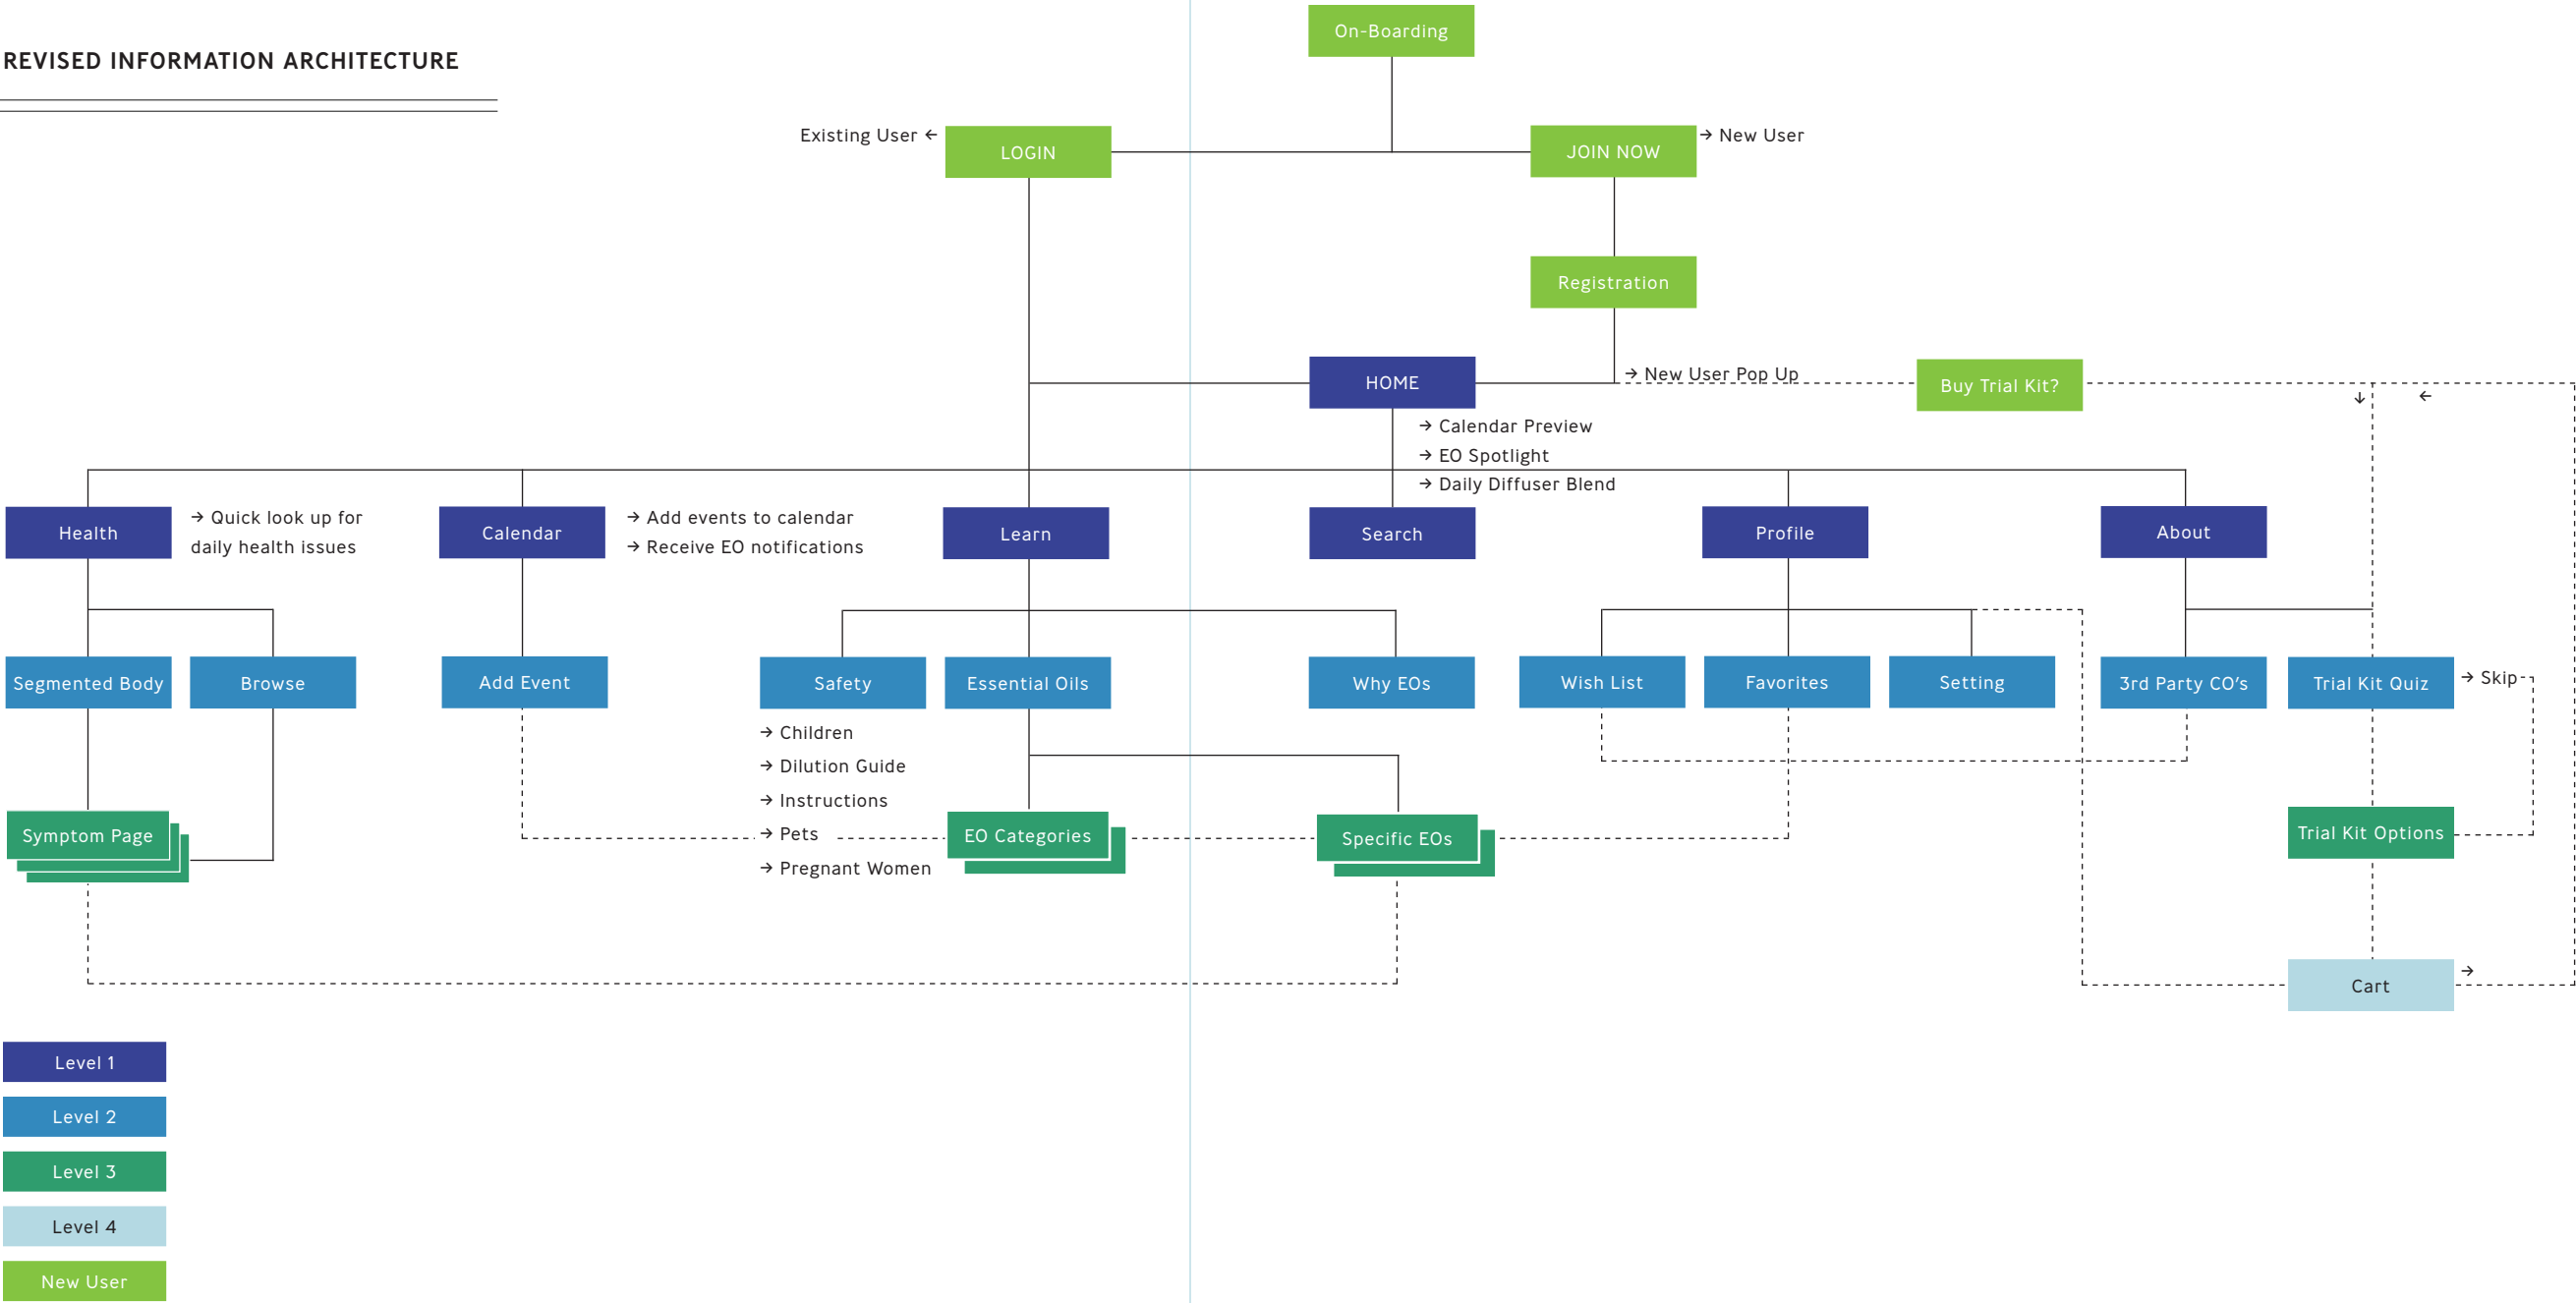 On-Boarding
REVISED INFORMATION ARCHITECTURE
Existing User ←
LOGIN
JOIN NOW
→ New User
Registration
HOME
→ New User Pop Up
Buy Trial Kit?
↓
←
→ Calendar Preview
→ EO Spotlight
→ Daily Diffuser Blend
Health
→ Quick look up for
daily health issues
Calendar
→ Add events to calendar
→ Receive EO notifications
Learn
Search
Profile
About
Segmented Body
Browse
Add Event
Safety
Essential Oils
Why EOs
Wish List
Favorites
Setting
3rd Party CO's
Trial Kit Quiz
→ Skip
→ Children
→ Dilution Guide
→ Instructions
→ Pets
→ Pregnant Women
Symptom Page
EO Categories
Specific EOs
Trial Kit Options
Cart
→
Level 1
Level 2
Level 3
Level 4
New User